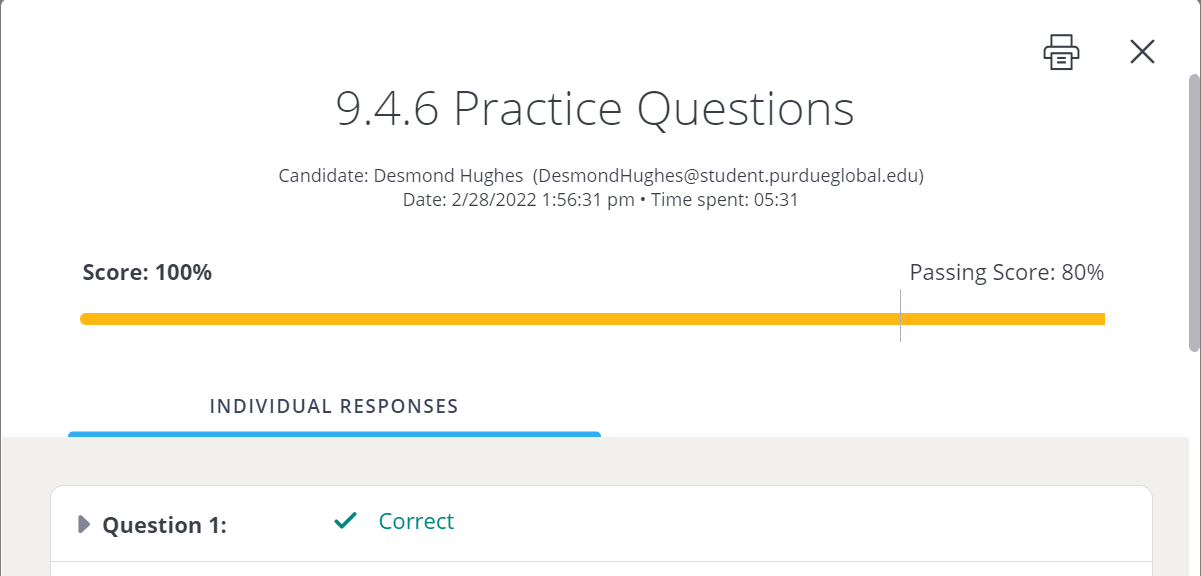 9.4.6 Practice Questions
Candidate: Desmond Hughes (DesmondHughes@student.purdueglobal.edu)
Date: 2/28/2022 1:56:31 pm • Time spent: 05:31
Score: 100%
Passing Score: 80%
INDIVIDUAL RESPONSES
Question 1: Correct